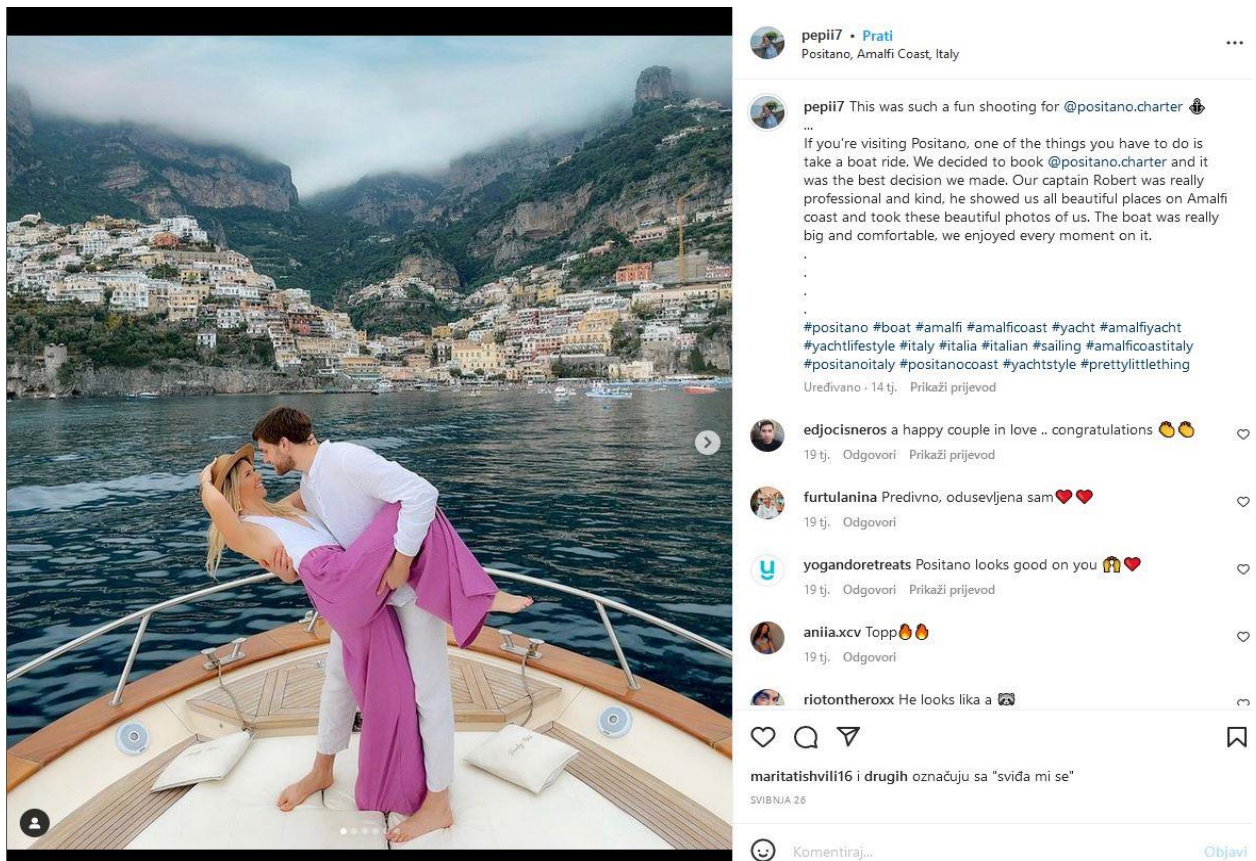 pepii7 • Prati
Positano, Amalfi Coast, Italy
pepii7 This was such a fun shooting for @positano.charter
...
If you're visiting Positano, one of the things you have to do is
take a boat ride. We decided to book @positano.charter and it
was the best decision we made. Our captain Robert was really
professional and kind, he showed us all beautiful places on Amalfi
coast and took these beautiful photos of us. The boat was really
big and comfortable, we enjoyed every moment on it.
.
.
.
.
#positano #boat #amalfi #amalficoast #yacht #amalfiyacht
#yachtlifestyle #italy #italia #italian #sailing #amalficoastitaly
#positanoitaly #positanocoast #yachtstyle #prettylittlething
Uređivano · 14 tj. Prikaži prijevod
edjocisneros a happy couple in love .. congratulations 👏👏
19 tj. Odgovori Prikaži prijevod
furtulanina Predivno, odusevljena sam❤️❤️
19 tj. Odgovori
yogandoretreats Positano looks good on you 🙌❤️
19 tj. Odgovori Prikaži prijevod
aniia.xcv Topp🔥🔥
19 tj. Odgovori
riotontheroxx He looks lika a 🦝
maritatishvili16 i drugih označuju sa "sviđa mi se"
SVIBNJA 26
Komentiraj... Objavi